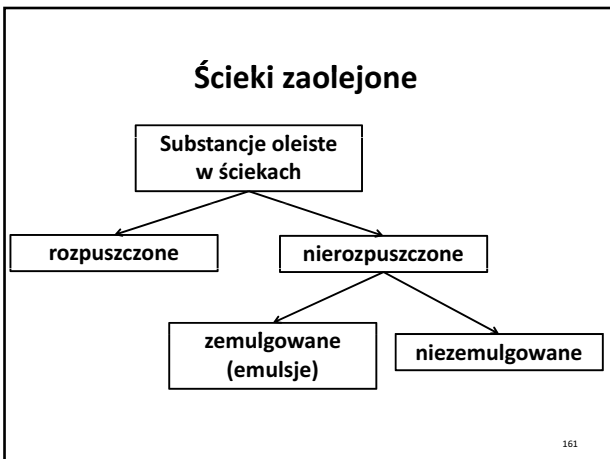 Ścieki zaolejone
Substancje oleiste
w ściekach
rozpuszczone
nierozpuszczone
zemulgowane
(emulsje)
niezemulgowane
161